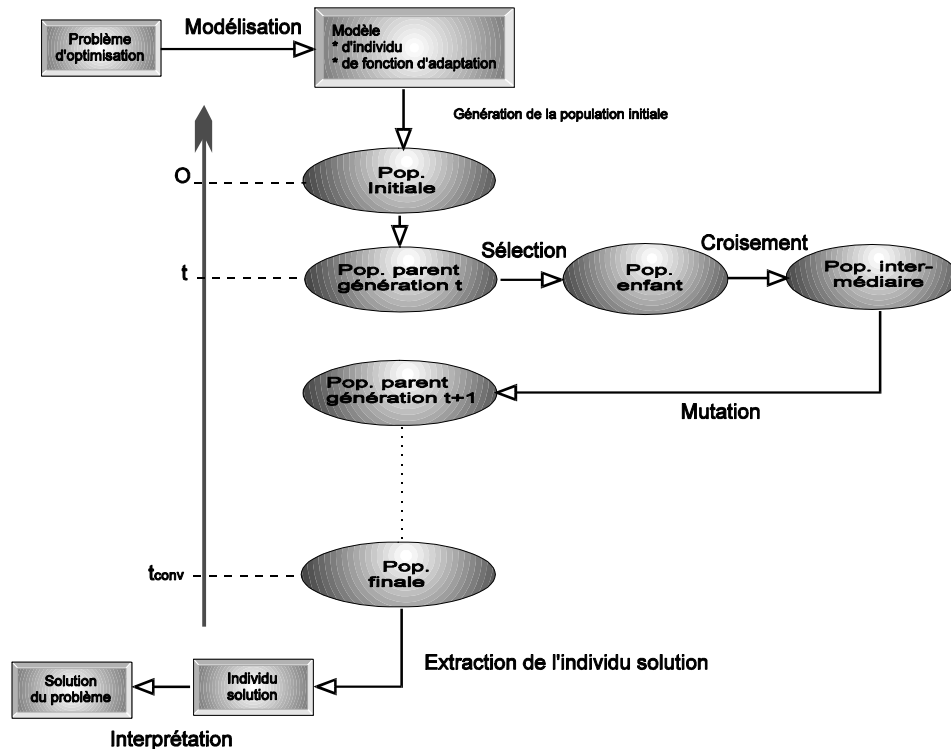 Problème
d'optimisation
Modélisation
Modèle
* d'individu
* de fonction d'adaptation
Génération de la population initiale
O
Pop.
Initiale
t
Pop. parent
génération t
Sélection
Pop.
enfant
Croisement
Pop. inter-
médiaire
Pop. parent
génération t+1
Mutation
tconv
Pop.
finale
Extraction de l'individu solution
Solution
du problème
Individu
solution
Interprétation